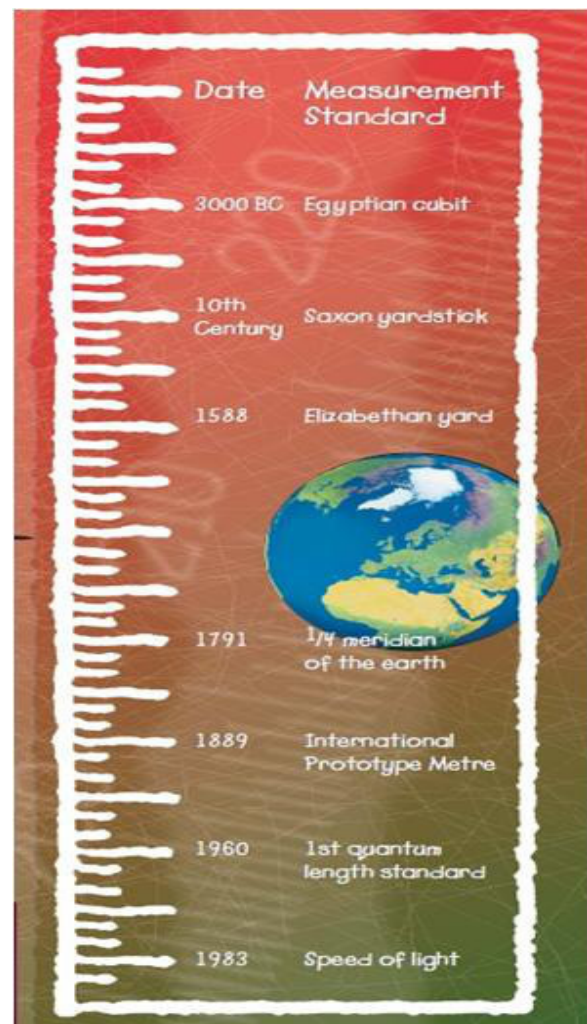 Date Measurement
Standard
3000 BC Egyptian cubit
10th
Century Saxon yardstick
1588 Elizabethan yard
1791 1/4 meridian
of the earth
1889 International
Prototype Metre
1960 1st quantum
length standard
1983 Speed of light
210